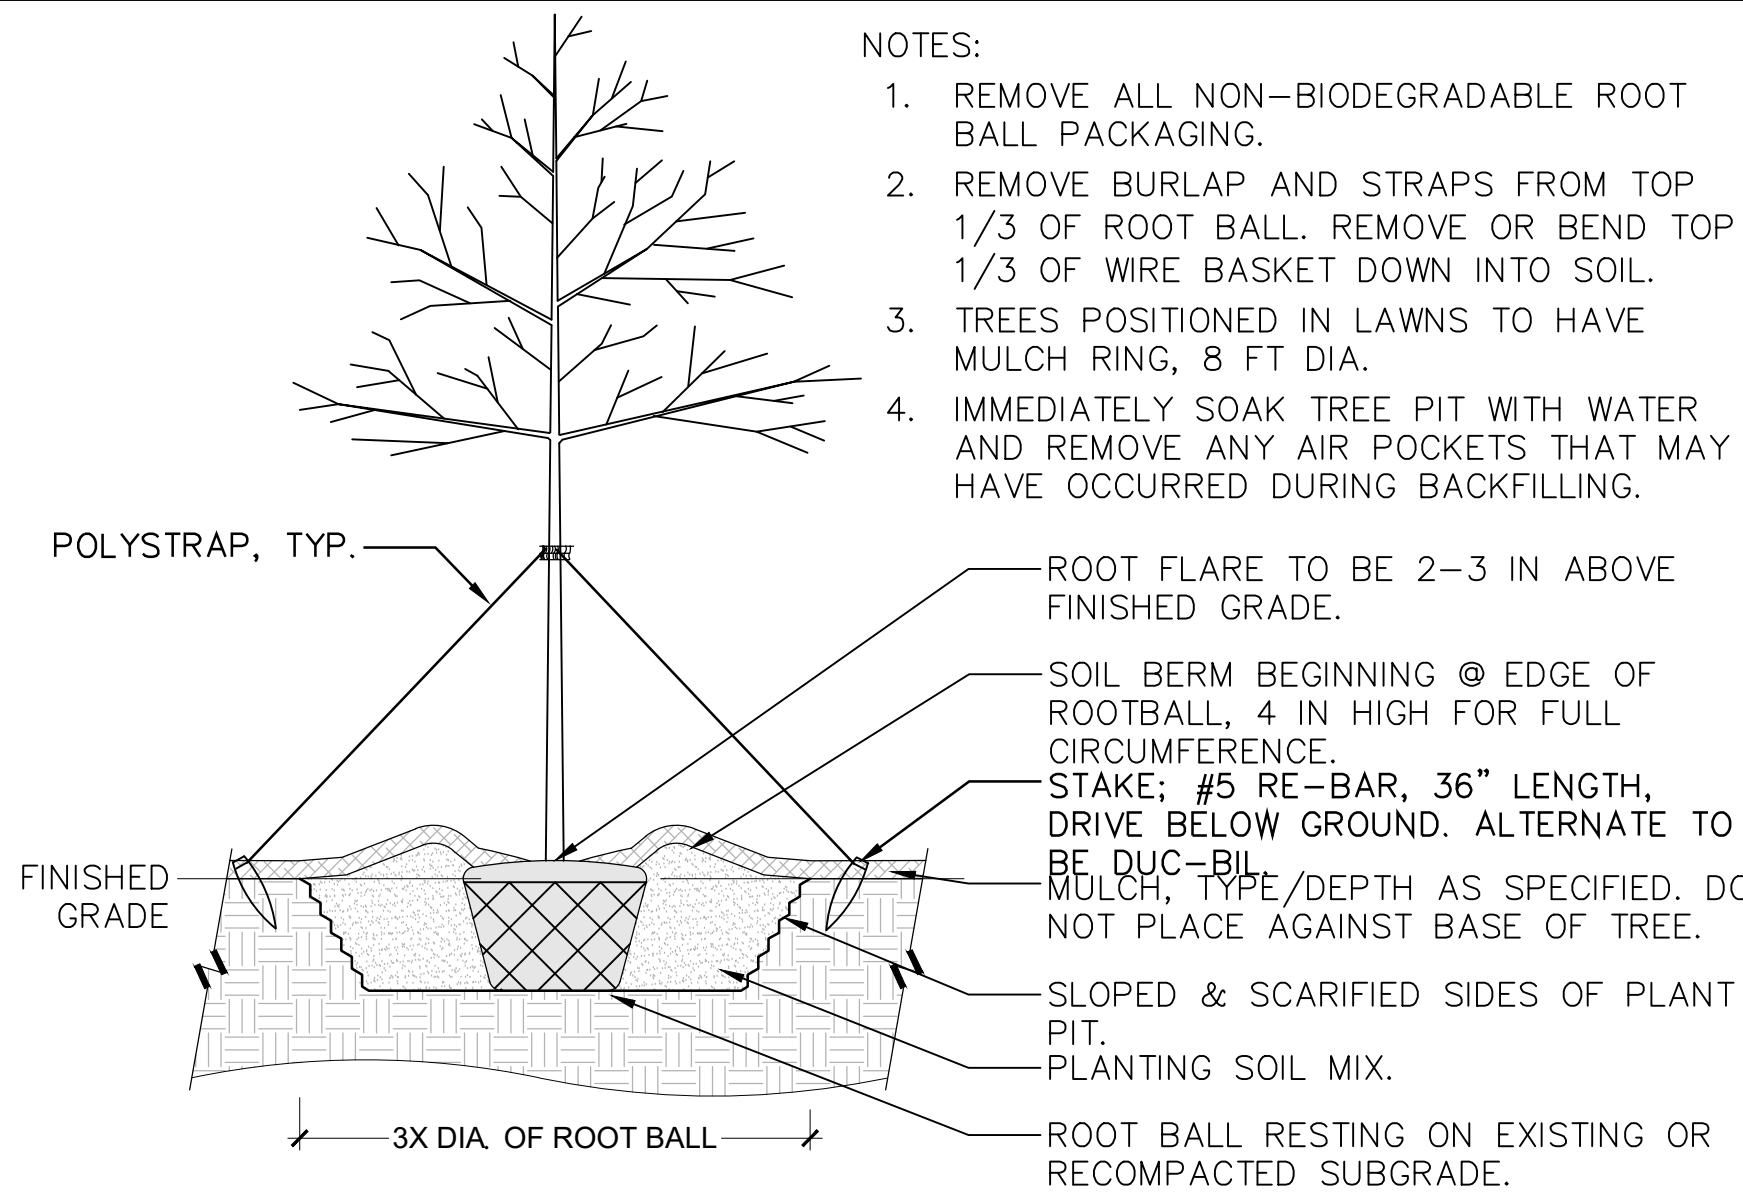 NOTES:
1. REMOVE ALL NON-BIODEGRADABLE ROOT
BALL PACKAGING.
2. REMOVE BURLAP AND STRAPS FROM TOP
1/3 OF ROOT BALL. REMOVE OR BEND TOP
1/3 OF WIRE BASKET DOWN INTO SOIL.
3. TREES POSITIONED IN LAWNS TO HAVE
MULCH RING, 8 FT DIA.
4. IMMEDIATELY SOAK TREE PIT WITH WATER
AND REMOVE ANY AIR POCKETS THAT MAY
HAVE OCCURRED DURING BACKFILLING.
POLYSTRAP, TYP.
ROOT FLARE TO BE 2-3 IN ABOVE
FINISHED GRADE.
SOIL BERM BEGINNING @ EDGE OF
ROOTBALL, 4 IN HIGH FOR FULL
CIRCUMFERENCE.
STAKE; #5 RE-BAR, 36” LENGTH,
DRIVE BELOW GROUND. ALTERNATE TO
BE DUC-BIL.
FINISHED
GRADE
MULCH, TYPE/DEPTH AS SPECIFIED. DO
NOT PLACE AGAINST BASE OF TREE.
SLOPED & SCARIFIED SIDES OF PLANT
PIT.
PLANTING SOIL MIX.
ROOT BALL RESTING ON EXISTING OR
RECOMPACTED SUBGRADE.
3X DIA. OF ROOT BALL